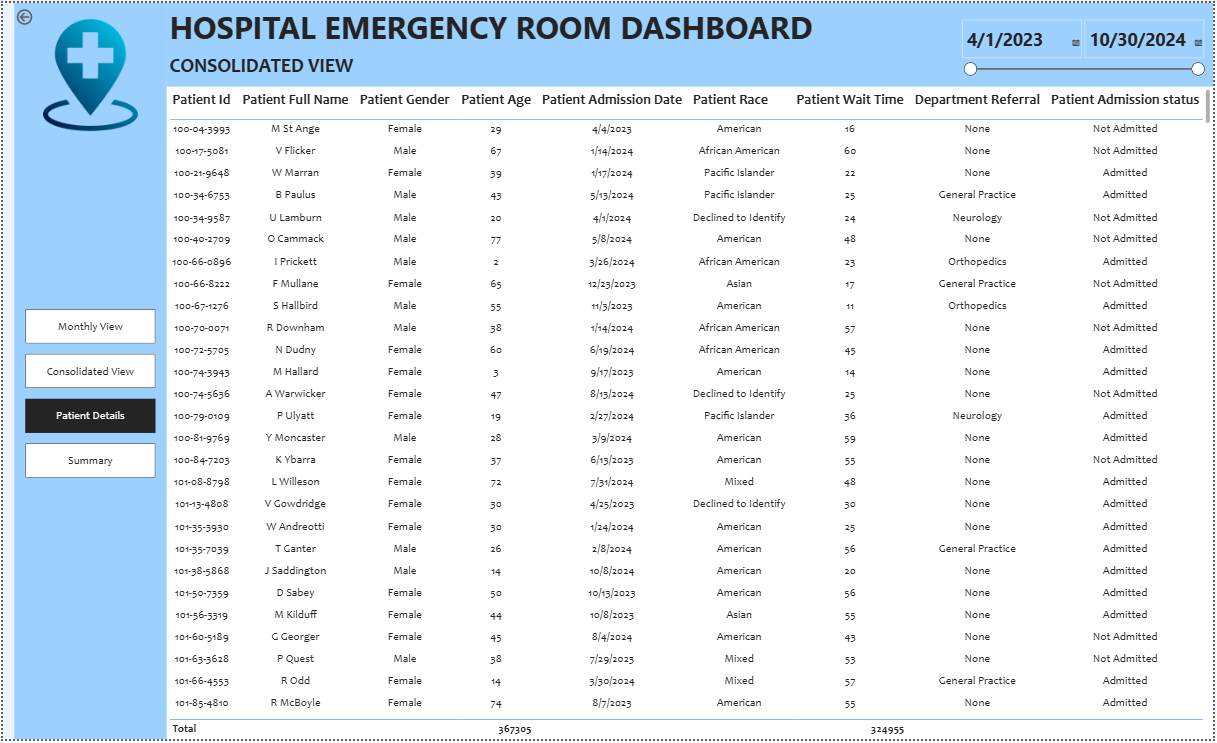 HOSPITAL EMERGENCY ROOM DASHBOARD
CONSOLIDATED VIEW
4/1/2023 10/30/2024
Monthly View
Consolidated View
Patient Details
Summary
Patient Id Patient Full Name Patient Gender Patient Age Patient Admission Date Patient Race Patient Wait Time Department Referral Patient Admission status
100-04-3993 M St Ange Female 29 4/4/2023 American 16 None Not Admitted
100-17-5081 V Flicker Male 67 1/14/2024 African American 60 None Not Admitted
100-21-9648 W Marran Female 39 1/17/2024 Pacific Islander 22 None Admitted
100-34-6753 B Paulus Male 43 5/13/2024 Pacific Islander 25 General Practice Admitted
100-34-9587 U Lamburn Male 20 4/1/2024 Declined to Identify 24 Neurology Not Admitted
100-40-2709 O Cammack Male 77 5/8/2024 American 48 None Not Admitted
100-66-0896 I Prickett Male 2 3/26/2024 African American 23 Orthopedics Admitted
100-66-8222 F Mullane Female 65 12/23/2023 Asian 17 General Practice Not Admitted
100-67-1276 S Hallbird Male 55 11/3/2023 American 11 Orthopedics Admitted
100-70-0071 R Downham Male 38 1/14/2024 African American 57 None Not Admitted
100-72-5705 N Dudny Female 60 6/19/2024 African American 45 None Admitted
100-74-3943 M Hallard Female 3 9/17/2023 American 14 None Admitted
100-74-5636 A Warwicker Female 47 8/13/2024 Declined to Identify 25 None Not Admitted
100-79-0109 P Ulyatt Female 19 2/27/2024 Pacific Islander 36 Neurology Admitted
100-81-9769 Y Moncaster Male 28 3/9/2024 American 59 None Admitted
100-84-7203 K Ybarra Female 37 6/13/2023 American 55 None Not Admitted
101-08-8798 L Willeson Female 72 7/31/2024 Mixed 48 None Admitted
101-13-4808 V Gowdridge Female 30 4/25/2023 Declined to Identify 30 None Admitted
101-35-3930 W Andreotti Female 30 1/24/2024 American 25 None Admitted
101-35-7039 T Ganter Male 26 2/8/2024 American 56 General Practice Admitted
101-38-5868 J Saddington Male 14 10/8/2024 American 20 None Admitted
101-50-7359 D Sabey Female 50 10/13/2023 American 56 None Admitted
101-56-3319 M Kilduff Female 44 10/8/2023 Asian 55 None Admitted
101-60-5189 G Georger Female 45 8/4/2024 American 43 None Not Admitted
101-63-3628 P Quest Male 38 7/29/2023 Mixed 53 None Not Admitted
101-66-4553 R Odd Female 14 3/30/2024 Mixed 57 General Practice Admitted
101-85-4810 R McBoyle Female 74 8/7/2023 American 55 None Admitted
Total 367305 324955